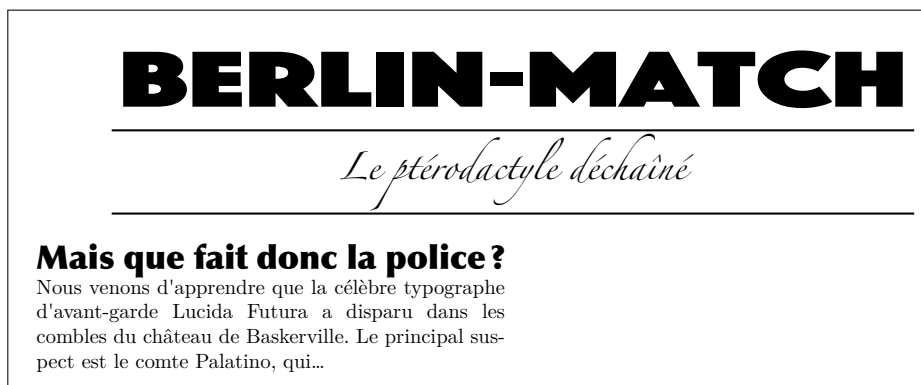 BERLIN-MATCH
Le ptérodactyle déchaîné
Mais que fait donc la police ?
Nous venons d'apprendre que la célèbre typographe
d'avant-garde Lucida Futura a disparu dans les
combles du château de Baskerville. Le principal sus-
pect est le comte Palatino, qui…